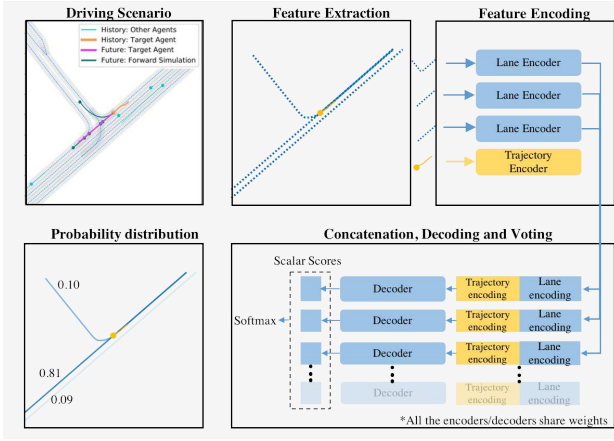 Driving Scenario
History: Other Agents
History: Target Agent
Future: Target Agent
Future: Forward Simulation
Feature Extraction
Feature Encoding
Lane Encoder
Lane Encoder
Lane Encoder
Trajectory
Encoder
Probability distribution
0.10
0.81
0.09
Concatenation, Decoding and Voting
Scalar Scores
Softmax
Decoder
Trajectory
encoding
Lane
encoding
Decoder
Trajectory
encoding
Lane
encoding
Decoder
Trajectory
encoding
Lane
encoding
Decoder
Trajectory
encoding
Lane
encoding
*All the encoders/decoders share weights